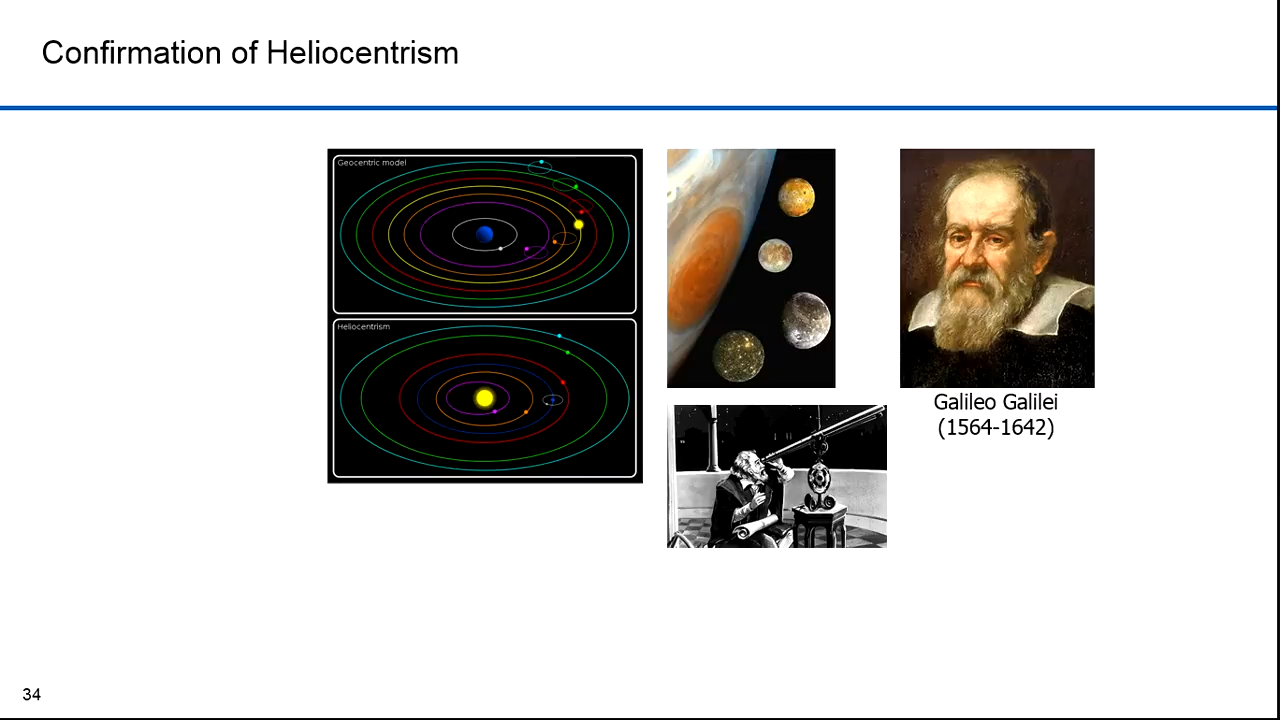 Confirmation of Heliocentrism
Geocentric model
Heliocentrism
Galileo Galilei
(1564-1642)
34